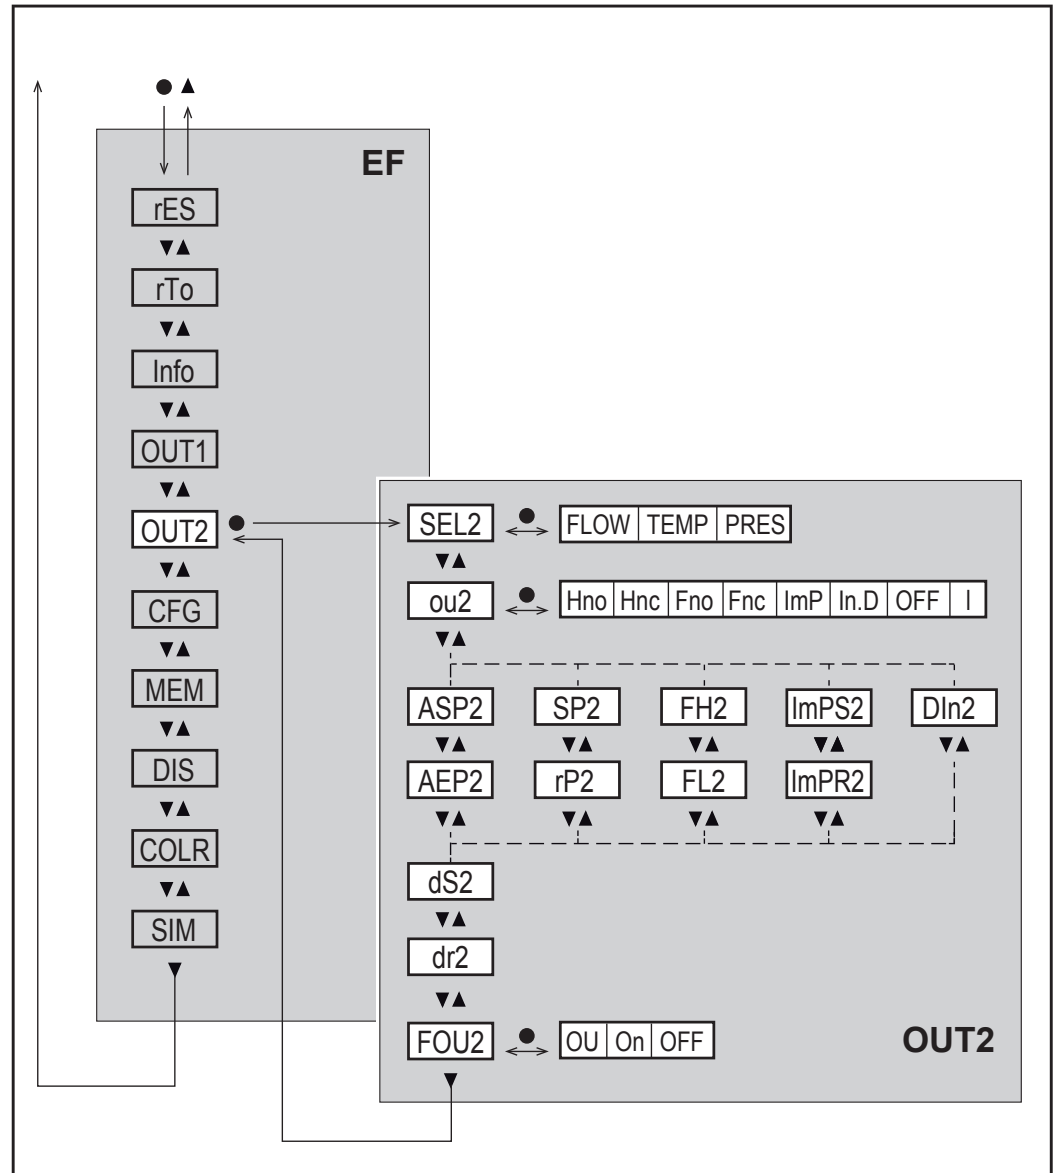 EF
rES
rTo
Info
OUT1
OUT2
CFG
MEM
DIS
COLR
SIM
SEL2 FLOW TEMP PRES
ou2 Hno Hnc Fno Fnc ImP In.D OFF I
ASP2 SP2 FH2 ImPS2 DIn2
AEP2 rP2 FL2 ImPR2
dS2
dr2
FOU2 OU On OFF
OUT2